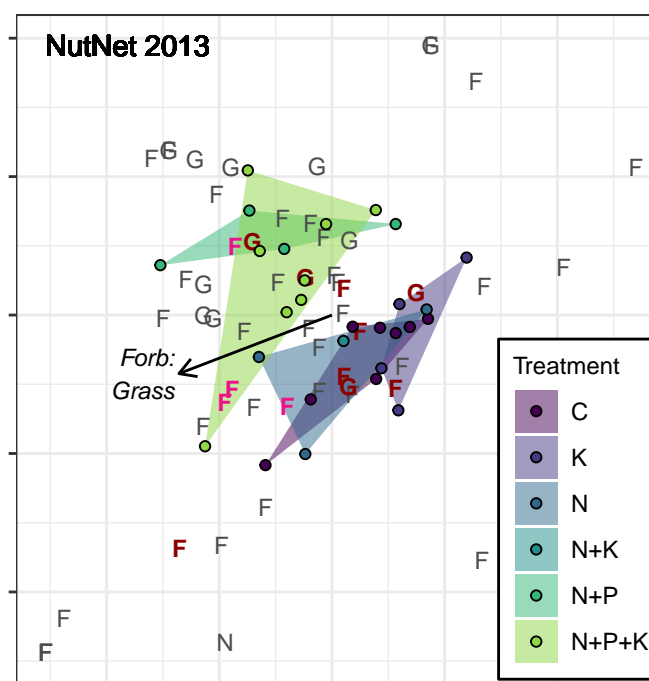 NutNet 2013
G
F
F G G F
G G
F
F
F G
F F G
F
F G F
F G F F F
F
F G G F
F F
F
Forb:
Grass
F F
F F G F
F F F
F
F
F F
F
F
F
N
Treatment
C
K
N
N+K
N+P
N+P+K